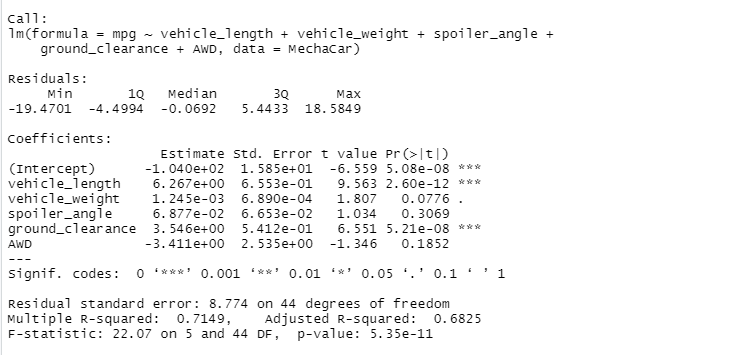 Call:
lm(formula = mpg ~ vehicle_length + vehicle_weight + spoiler_angle +
    ground_clearance + AWD, data = MechaCar)
Residuals:
     Min       1Q   Median       3Q      Max
-19.4701  -4.4994  -0.0692   5.4433  18.5849
Coefficients:
                   Estimate Std. Error t value Pr(>|t|)
(Intercept)      -1.040e+02  1.585e+01  -6.559 5.08e-08 ***
vehicle_length    6.267e+00  6.553e-01   9.563 2.60e-12 ***
vehicle_weight    1.245e-03  6.890e-04   1.807   0.0776 .
spoiler_angle     6.877e-02  6.653e-02   1.034   0.3069
ground_clearance  3.546e+00  5.412e-01   6.551 5.21e-08 ***
AWD              -3.411e+00  2.535e+00  -1.346   0.1852
---
Signif. codes:  0 ‘***’ 0.001 ‘**’ 0.01 ‘*’ 0.05 ‘.’ 0.1 ‘ ’ 1
Residual standard error: 8.774 on 44 degrees of freedom
Multiple R-squared:  0.7149,    Adjusted R-squared:  0.6825
F-statistic: 22.07 on 5 and 44 DF,  p-value: 5.35e-11